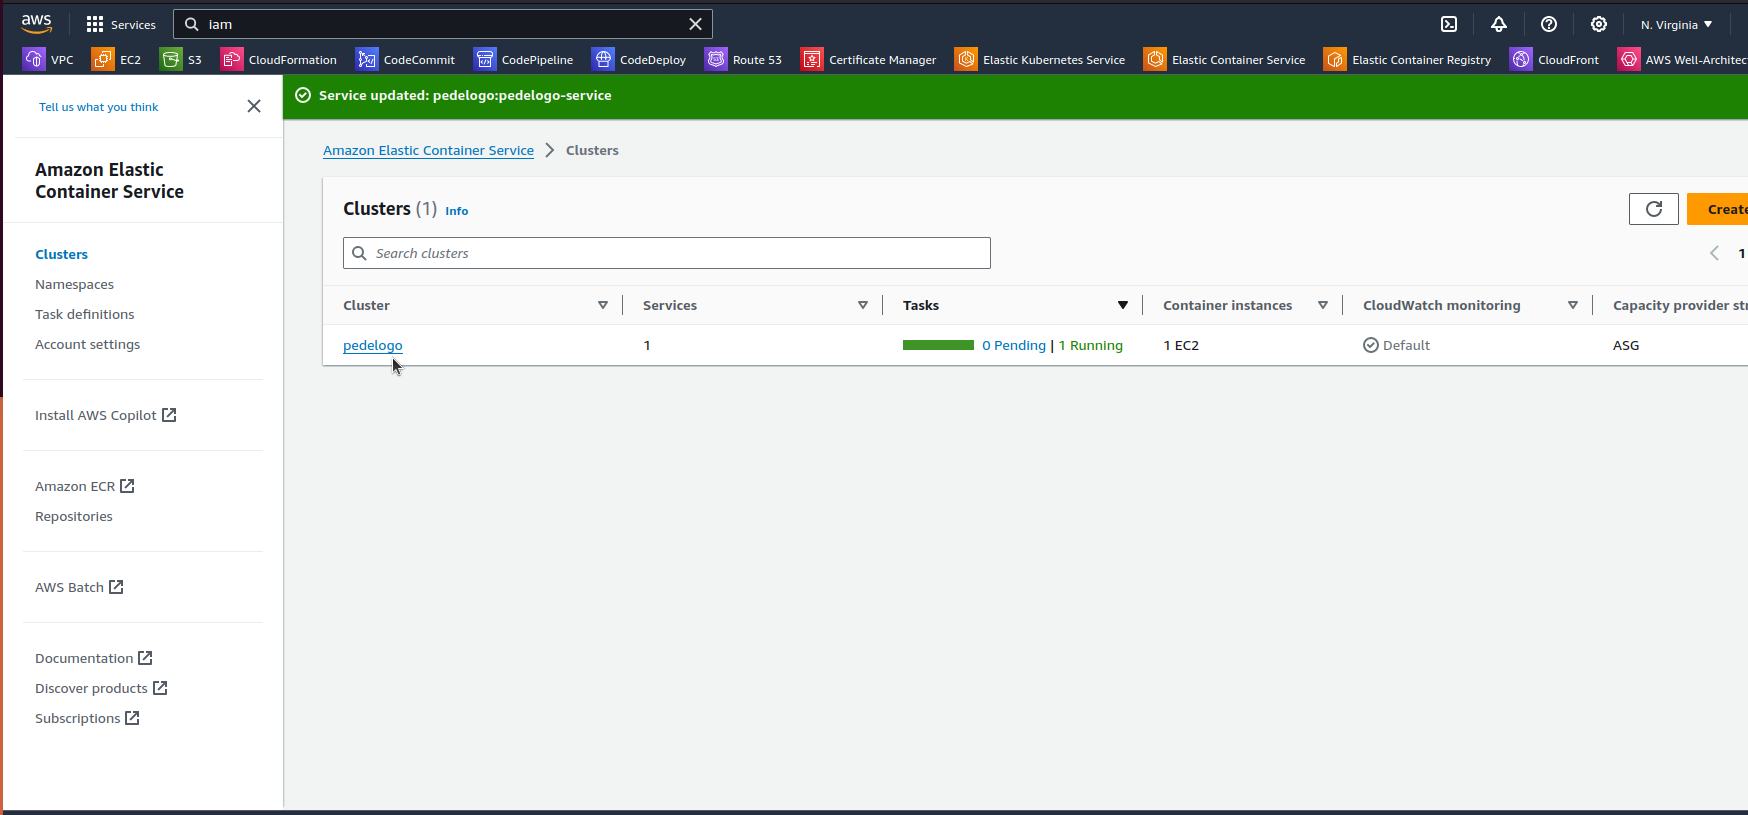 aws Services iam N. Virginia
VPC EC2 S3 CloudFormation CodeCommit CodePipeline CodeDeploy Route 53 Certificate Manager Elastic Kubernetes Service Elastic Container Service Elastic Container Registry CloudFront AWS Well-Architec
Tell us what you think
Service updated: pedelogo:pedelogo-service
Amazon Elastic
Container Service
Clusters
Namespaces
Task definitions
Account settings
Install AWS Copilot
Amazon ECR
Repositories
AWS Batch
Documentation
Discover products
Subscriptions
Amazon Elastic Container Service > Clusters
Clusters (1) Info
Create
Search clusters
1
Cluster Services Tasks Container instances CloudWatch monitoring Capacity provider str
pedelogo 1 0 Pending | 1 Running 1 EC2 Default ASG